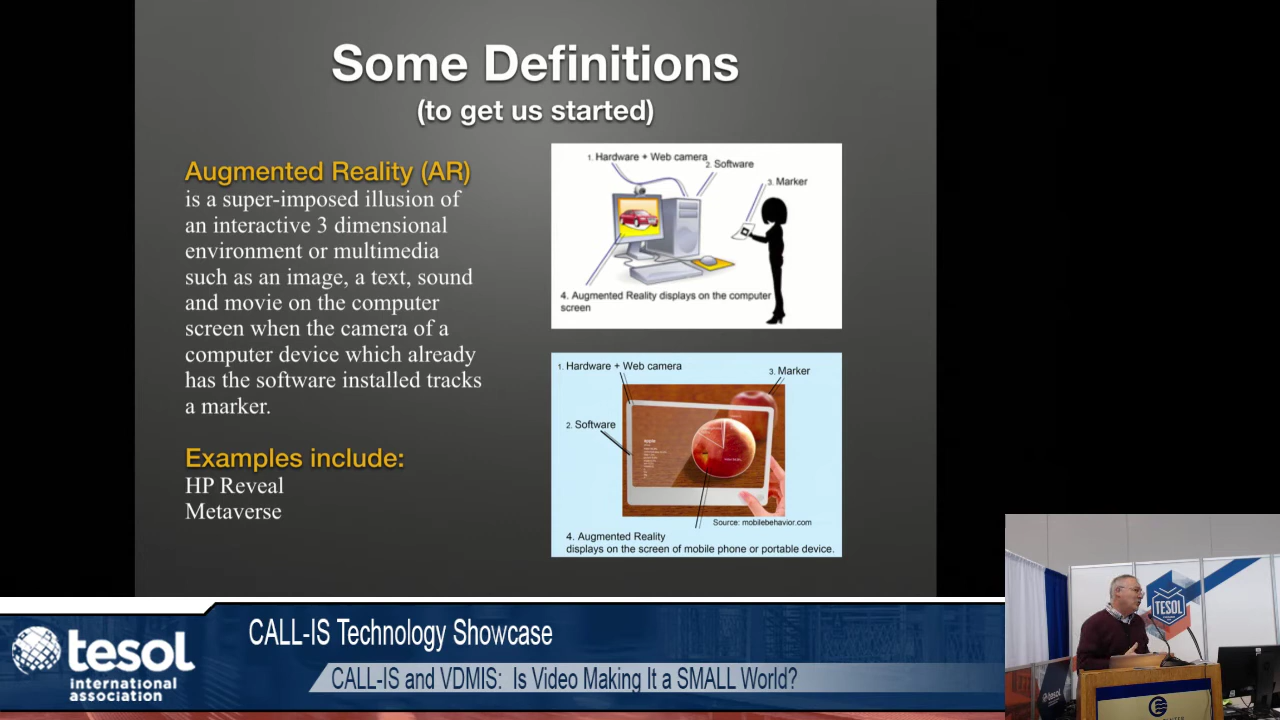 Some Definitions
(to get us started)
Augmented Reality (AR)
is a super-imposed illusion of
an interactive 3 dimensional
environment or multimedia
such as an image, a text, sound
and movie on the computer
screen when the camera of a
computer device which already
has the software installed tracks
a marker.
Examples include:
HP Reveal
Metaverse
1. Hardware + Web camera
2. Software
3. Marker
4. Augmented Reality displays on the computer
screen
1. Hardware + Web camera
3. Marker
2. Software
Source: mobilebehavior.com
4. Augmented Reality
displays on the screen of mobile phone or portable device.
tesol
international
association
CALL-IS Technology Showcase
CALL-IS and VDMIS: Is Video Making It a SMALL World?
TESOL